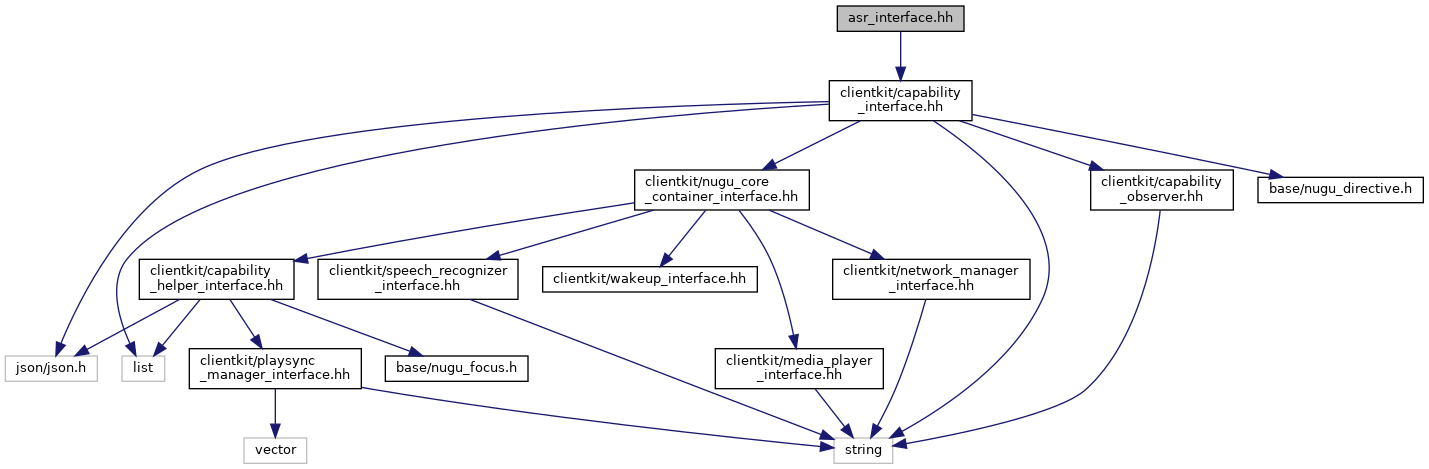 asr_interface.hh
clientkit/capability
_interface.hh
clientkit/nugu_core
_container_interface.hh
clientkit/capability
_observer.hh
base/nugu_directive.h
clientkit/capability
_helper_interface.hh
clientkit/speech_recognizer
_interface.hh
clientkit/wakeup_interface.hh
clientkit/network_manager
_interface.hh
json/json.h
list
clientkit/playsync
_manager_interface.hh
base/nugu_focus.h
clientkit/media_player
_interface.hh
vector
string